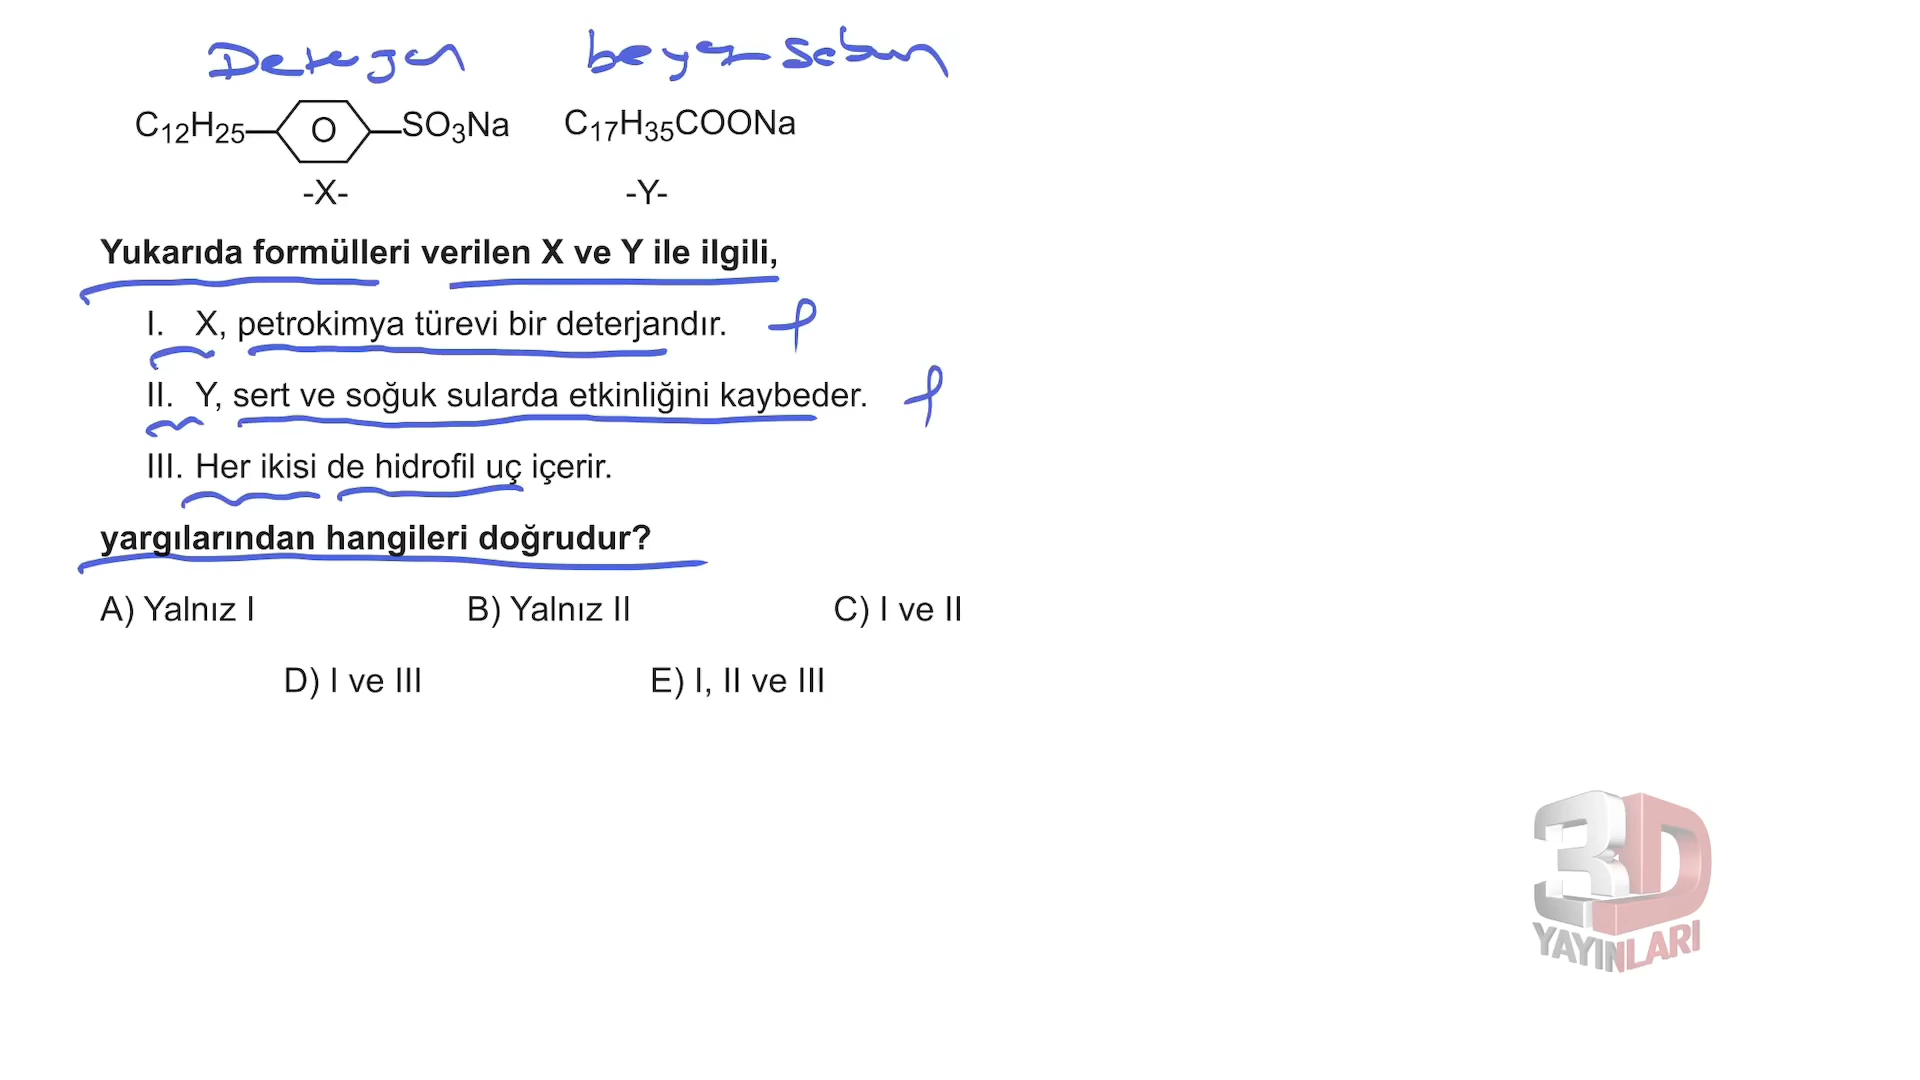 Deterjan beyaz sabun
C12H25 O SO3Na C17H35COONa
-X- -Y-
Yukarıda formülleri verilen X ve Y ile ilgili,
I. X, petrokimya türevi bir deterjandır.
II. Y, sert ve soğuk sularda etkinliğini kaybeder.
III. Her ikisi de hidrofil uç içerir.
yargılarından hangileri doğrudur?
A) Yalnız I B) Yalnız II C) I ve II
D) I ve III E) I, II ve III
3D
YAYINLARI